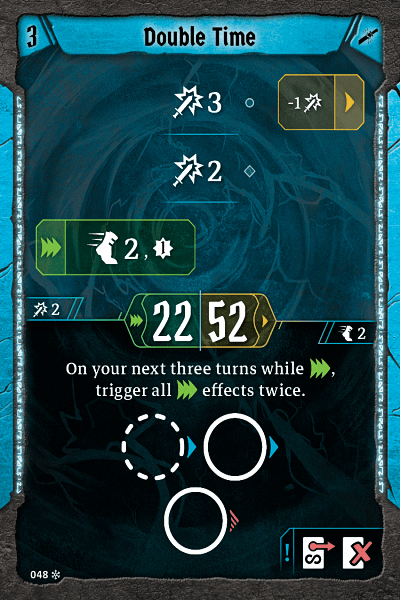 3 Double Time
3 -1
2
2, 1
2 22 52 2
On your next three turns while ,
trigger all effects twice.
!
048